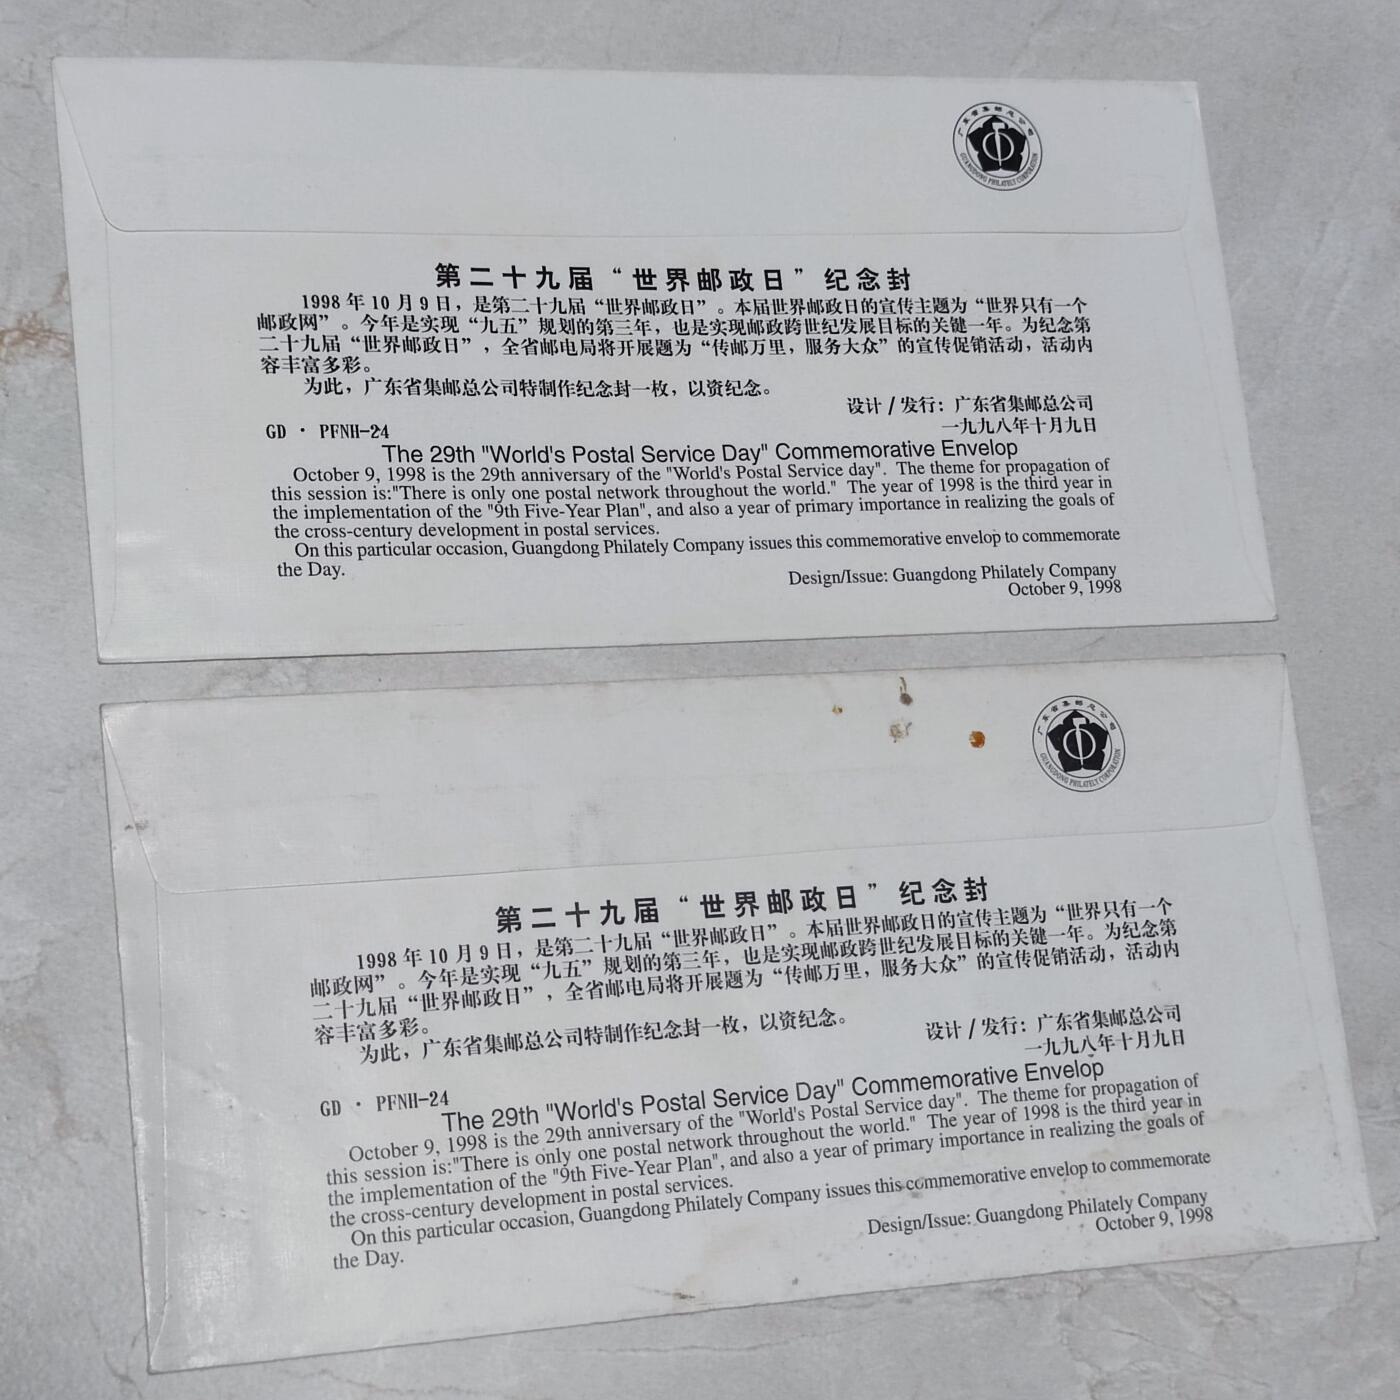 广东省集邮总公司
GUANGDONG PHILATELY CORPORATION
第二十九届“世界邮政日”纪念封
1998年10月9日，是第二十九届“世界邮政日”。本届世界邮政日的宣传主题为“世界只有一个
邮政网”。今年是实现“九五”规划的第三年，也是实现邮政跨世纪发展目标的关键一年。为纪念第
二十九届“世界邮政日”，全省邮电局将开展题为“传邮万里，服务大众”的宣传促销活动，活动内
容丰富多彩。
为此，广东省集邮总公司特制作纪念封一枚，以资纪念。
设计/发行：广东省集邮总公司
一九九八年十月九日
GD · PFNH-24
The 29th "World's Postal Service Day" Commemorative Envelop
October 9, 1998 is the 29th anniversary of the "World's Postal Service day". The theme for propagation of
this session is:"There is only one postal network throughout the world." The year of 1998 is the third year in
the implementation of the "9th Five-Year Plan", and also a year of primary importance in realizing the goals of
the cross-century development in postal services.
On this particular occasion, Guangdong Philately Company issues this commemorative envelop to commemorate
the Day.
Design/Issue: Guangdong Philately Company
October 9, 1998
广东省集邮总公司
GUANGDONG PHILATELY CORPORATION
第二十九届“世界邮政日”纪念封
1998年10月9日，是第二十九届“世界邮政日”。本届世界邮政日的宣传主题为“世界只有一个
邮政网”。今年是实现“九五”规划的第三年，也是实现邮政跨世纪发展目标的关键一年。为纪念第
二十九届“世界邮政日”，全省邮电局将开展题为“传邮万里，服务大众”的宣传促销活动，活动内
容丰富多彩。
为此，广东省集邮总公司特制作纪念封一枚，以资纪念。
设计/发行：广东省集邮总公司
一九九八年十月九日
GD · PFNH-24
The 29th "World's Postal Service Day" Commemorative Envelop
October 9, 1998 is the 29th anniversary of the "World's Postal Service day". The theme for propagation of
this session is:"There is only one postal network throughout the world." The year of 1998 is the third year in
the implementation of the "9th Five-Year Plan", and also a year of primary importance in realizing the goals of
the cross-century development in postal services.
On this particular occasion, Guangdong Philately Company issues this commemorative envelop to commemorate
the Day.
Design/Issue: Guangdong Philately Company
October 9, 1998